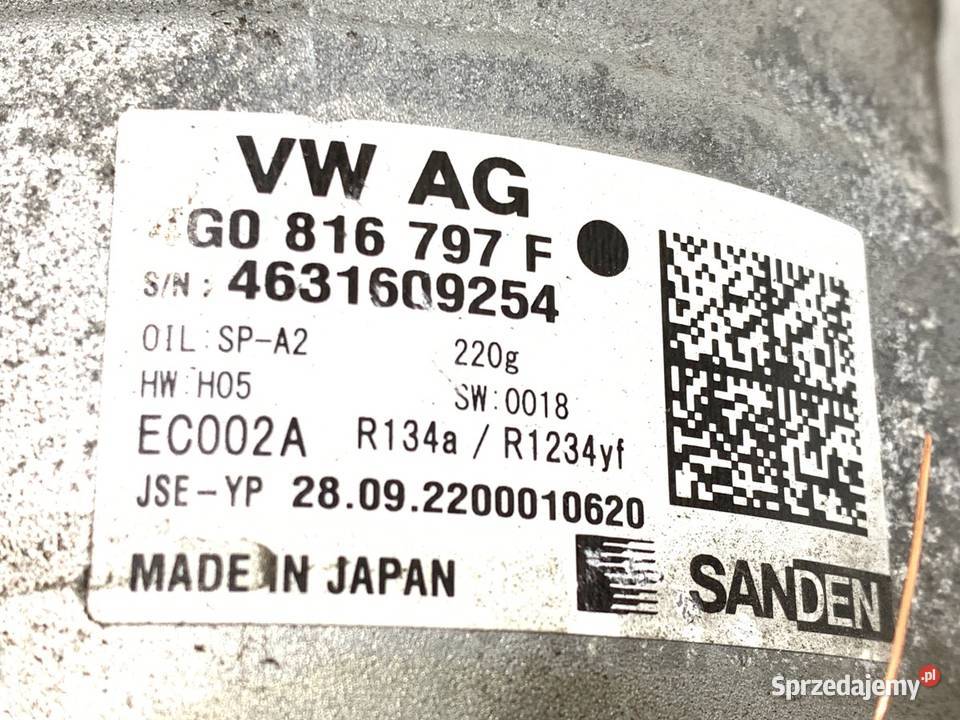 VW AG
G0 816 797 F
S/N: 4631609254
OIL:SP-A2 220g
HW:H05 SW:0018
EC002A R134a / R1234yf
JSE-YP 28.09.2200010620
MADE IN JAPAN
SANDEN
Sprzedajemy.pl